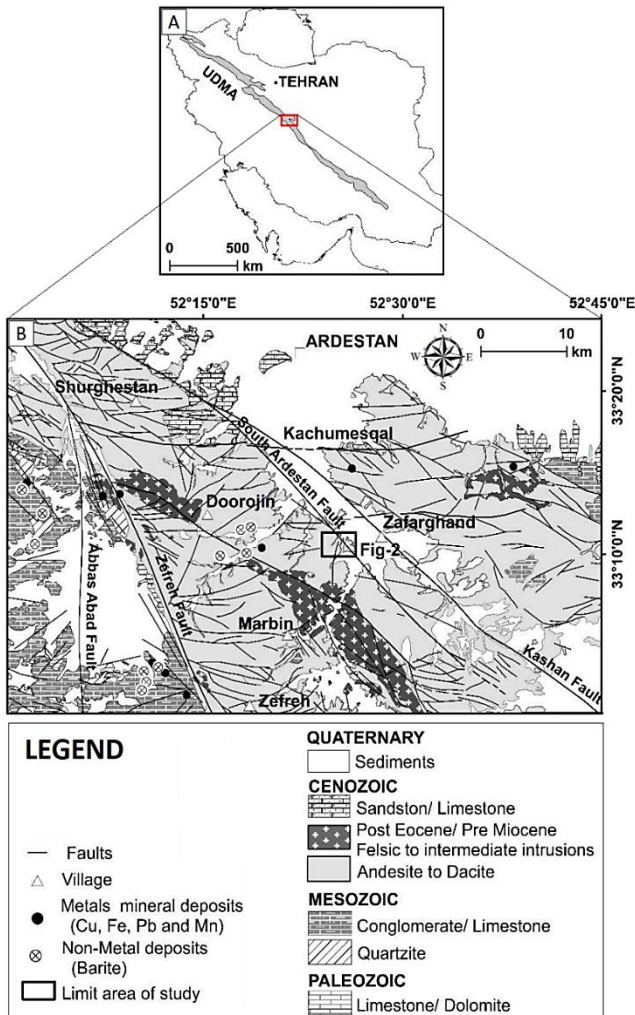 A
UDMA
TEHRAN
0 500
km
52°15'0"E 52°30'0"E 52°45'0"E
B
ARDESTAN
N
W E
S
0 10
km
33°20'0"N
Shurghestan
Kachumesqal
South Ardestan Fault
Doorojin
Zafarghand
Fig-2
33°10'0"N
Abbas Abad Fault
Zefreh Fault
Marbin
Kashan Fault
Zefreh
LEGEND
Faults
Village
Metals mineral deposits
(Cu, Fe, Pb and Mn)
Non-Metal deposits
(Barite)
Limit area of study
QUATERNARY
Sediments
CENOZOIC
Sandston/ Limestone
Post Eocene/ Pre Miocene
Felsic to intermediate intrusions
Andesite to Dacite
MESOZOIC
Conglomerate/ Limestone
Quartzite
PALEOZOIC
Limestone/ Dolomite